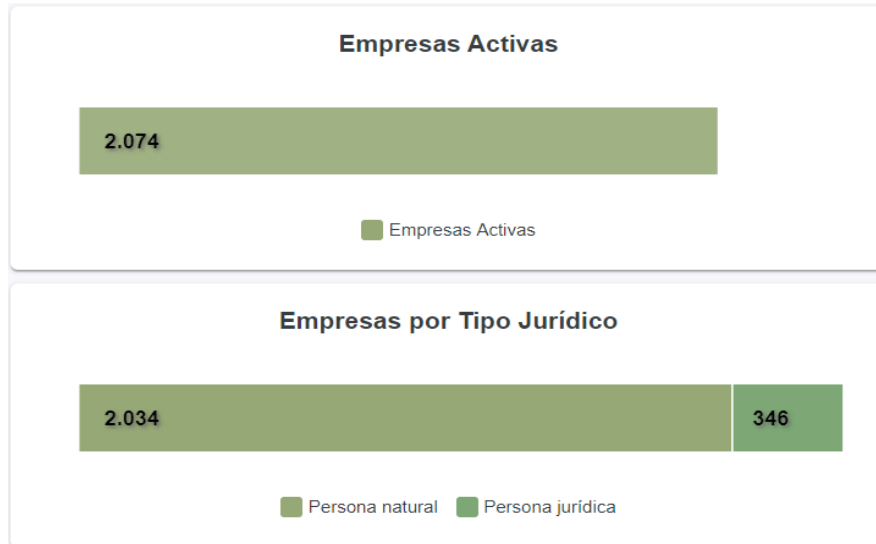 Empresas Activas
2.074
Empresas Activas
Empresas por Tipo Jurídico
2.034 346
Persona natural Persona jurídica